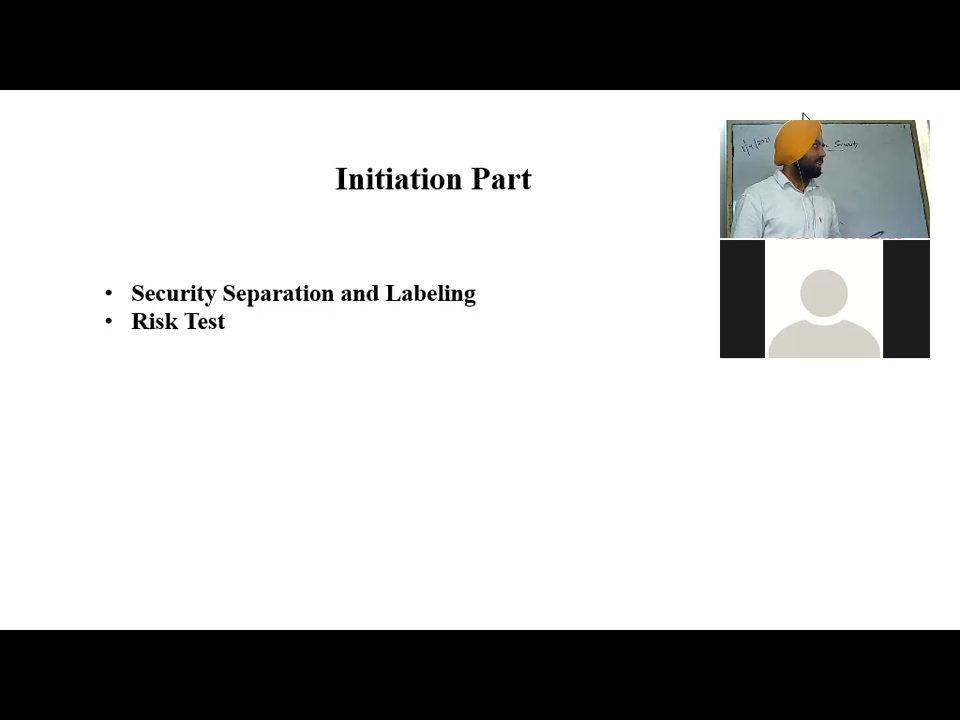 Initiation Part
• Security Separation and Labeling
• Risk Test